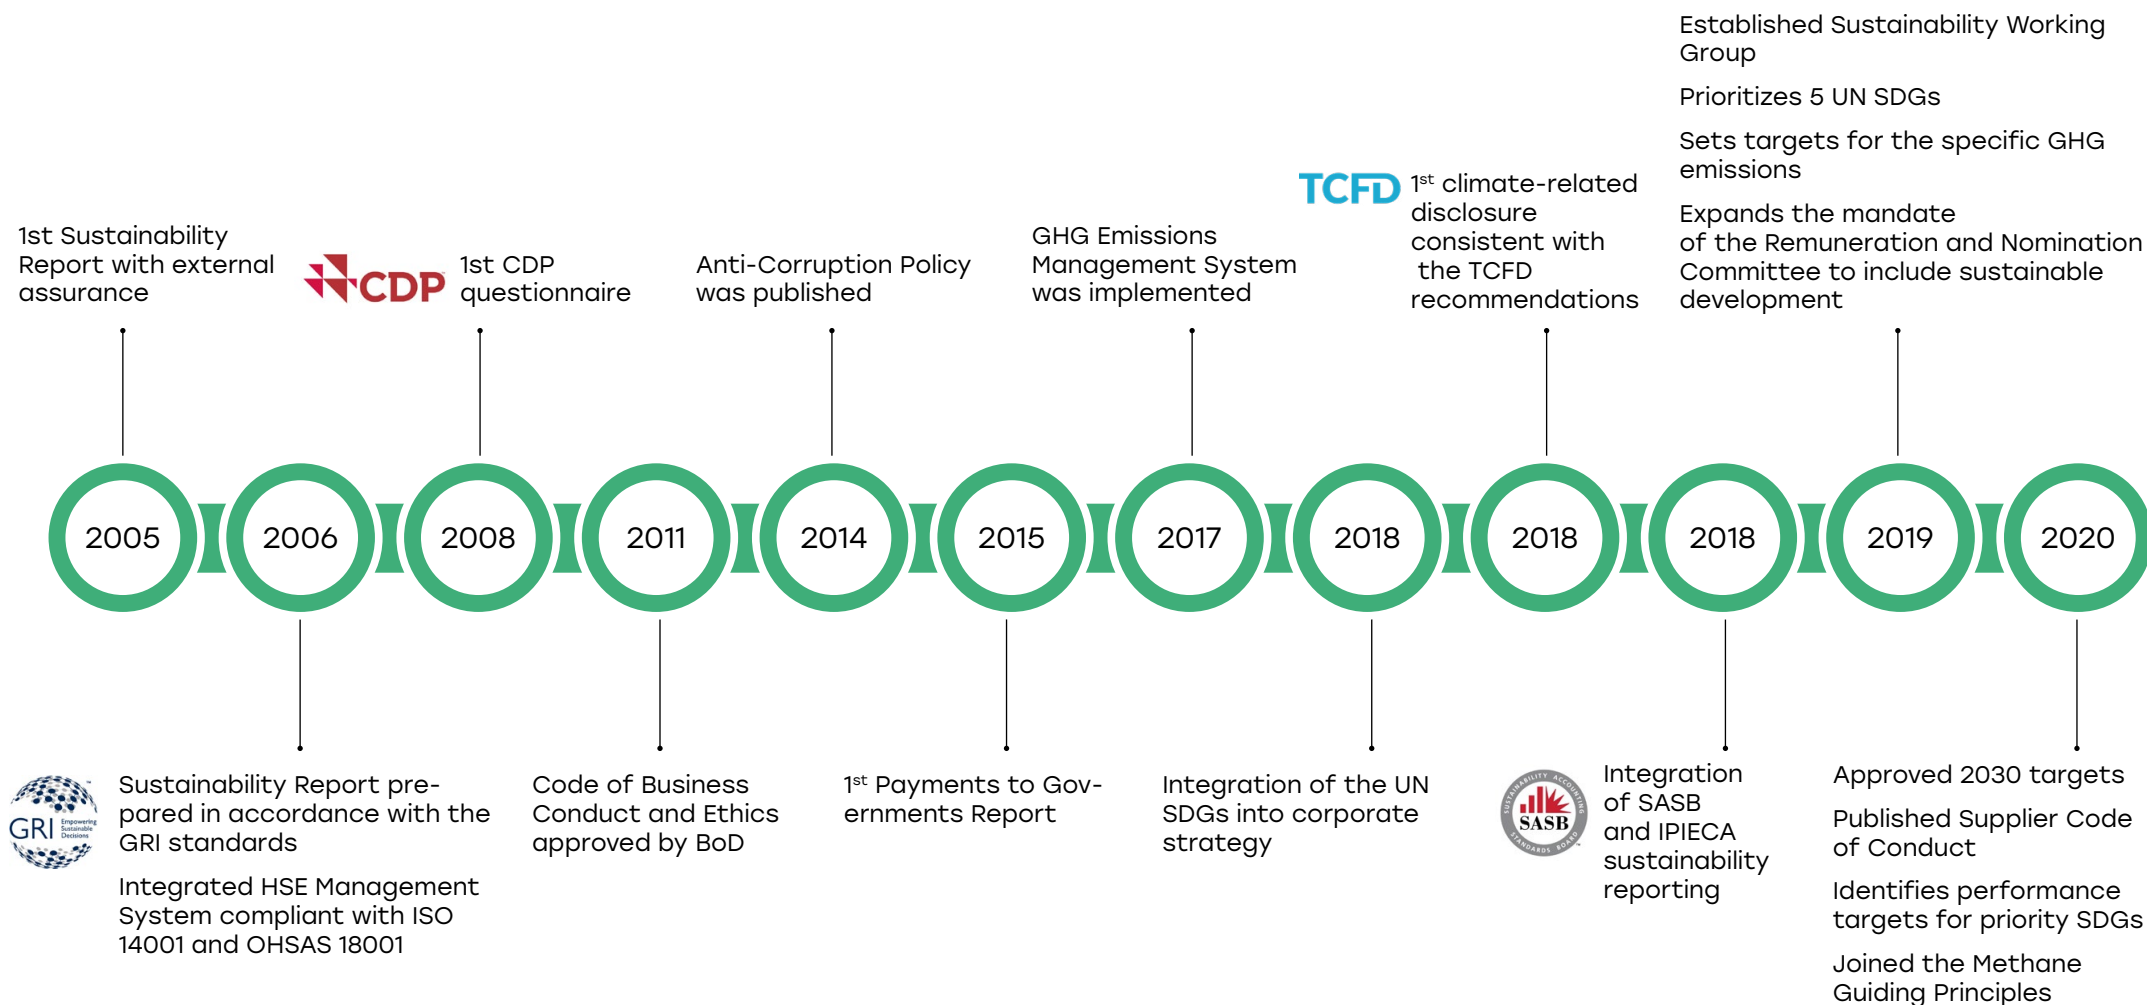 Established Sustainability Working
Group
Prioritizes 5 UN SDGs
Sets targets for the specific GHG
emissions
Expands the mandate
of the Remuneration and Nomination
Committee to include sustainable
development
TCFD
1st climate-related
disclosure
consistent with
the TCFD
recommendations
1st Sustainability
Report with external
assurance
CDP
1st CDP
questionnaire
Anti-Corruption Policy
was published
GHG Emissions
Management System
was implemented
2005
2006
2008
2011
2014
2015
2017
2018
2018
2018
2019
2020
GRI
Empowering
Sustainable
Decisions
Sustainability Report pre-
pared in accordance with the
GRI standards
Integrated HSE Management
System compliant with ISO
14001 and OHSAS 18001
Code of Business
Conduct and Ethics
approved by BoD
1st Payments to Gov-
ernments Report
Integration of the UN
SDGs into corporate
strategy
SUSTAINABILITY ACCOUNTING
SASB
STANDARDS BOARD
Integration
of SASB
and IPIECA
sustainability
reporting
Approved 2030 targets
Published Supplier Code
of Conduct
Identifies performance
targets for priority SDGs
Joined the Methane
Guiding Principles